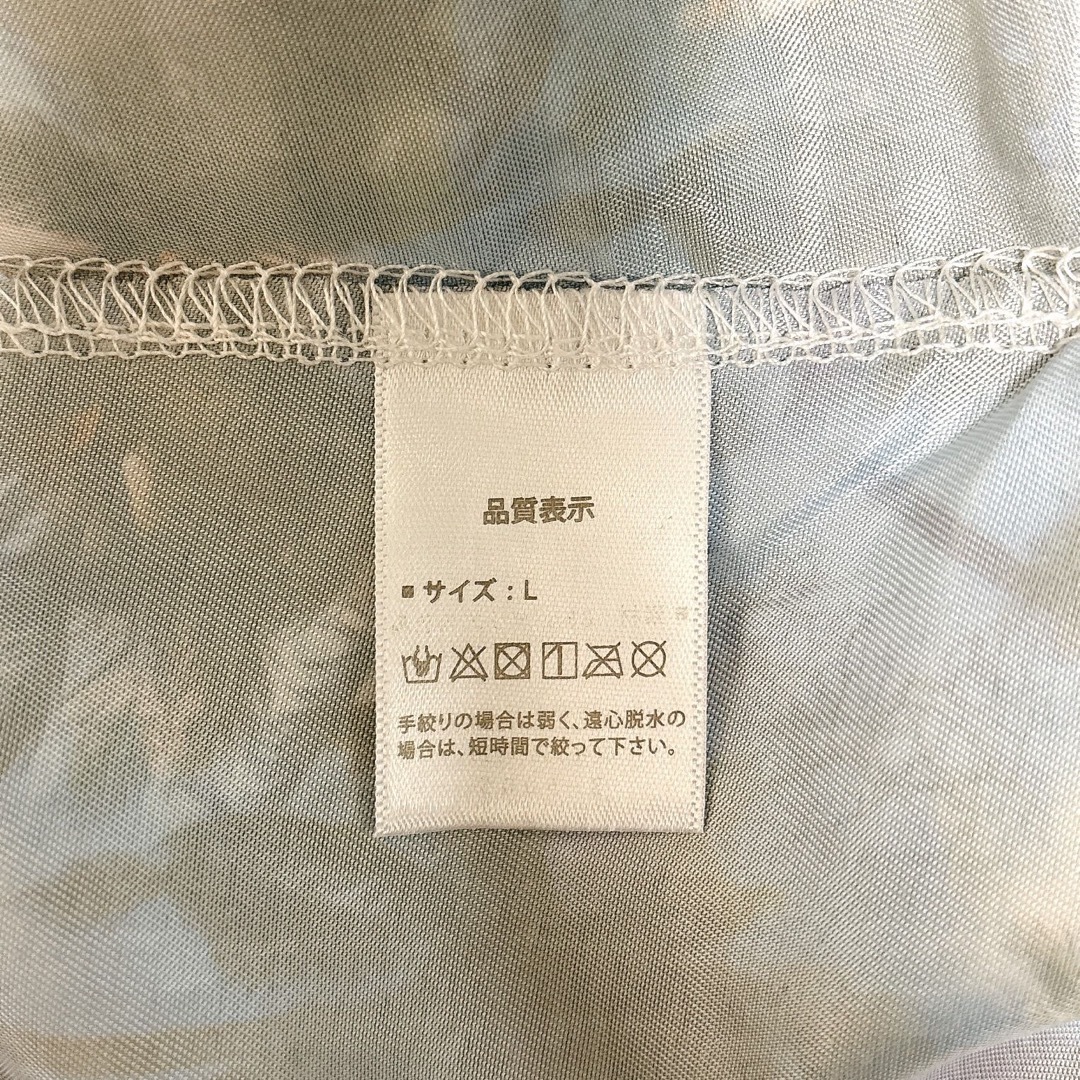 品質表示
■ サイズ：L
手絞りの場合は弱く、遠心脱水の
場合は、短時間で絞って下さい。